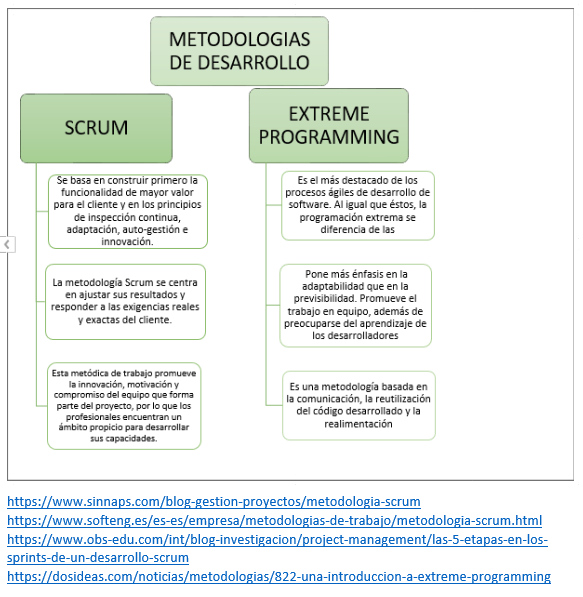 METODOLOGIAS
DE DESARROLLO
SCRUM
Se basa en construir primero la
funcionalidad de mayor valor
para el cliente y en los principios
de inspección continua,
adaptación, auto-gestión e
innovación.
La metodología Scrum se centra
en ajustar sus resultados y
responder a las exigencias reales
y exactas del cliente.
Esta metódica de trabajo promueve
la innovación, motivación y
compromiso del equipo que forma
parte del proyecto, por lo que los
profesionales encuentran un
ámbito propicio para desarrollar
sus capacidades.
EXTREME
PROGRAMMING
Es el más destacado de los
procesos ágiles de desarrollo de
software. Al igual que éstos, la
programación extrema se
diferencia de las
Pone más énfasis en la
adaptabilidad que en la
previsibilidad. Promueve el
trabajo en equipo, además de
preocuparse del aprendizaje de
los desarrolladores
Es una metodología basada en
la comunicación, la reutilización
del código desarrollado y la
realimentación
https://www.sinnaps.com/blog-gestion-proyectos/metodologia-scrum
https://www.softeng.es/es-es/empresa/metodologias-de-trabajo/metodologia-scrum.html
https://www.obs-edu.com/int/blog-investigacion/project-management/las-5-etapas-en-los-
sprints-de-un-desarrollo-scrum
https://dosideas.com/noticias/metodologias/822-una-introduccion-a-extreme-programming